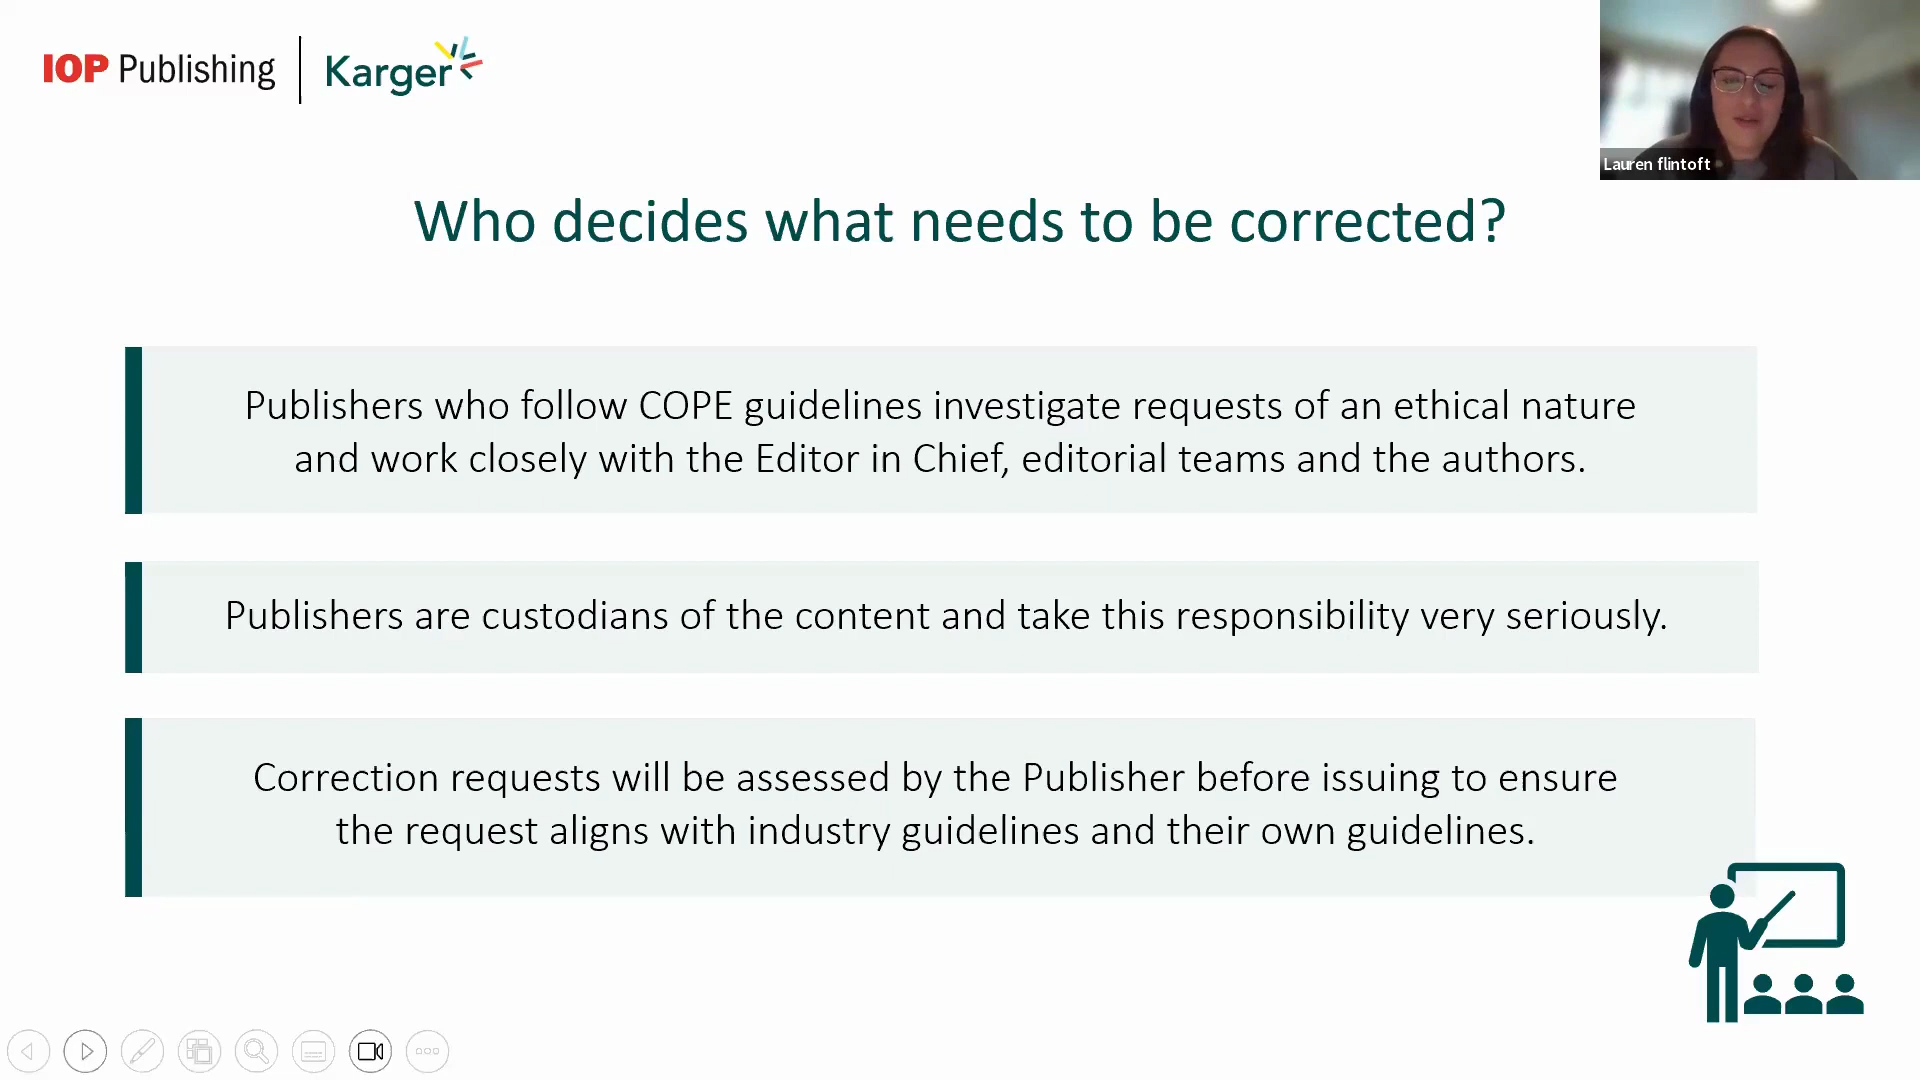 IOP Publishing
Karger
Lauren flintoft
Who decides what needs to be corrected?
Publishers who follow COPE guidelines investigate requests of an ethical nature
and work closely with the Editor in Chief, editorial teams and the authors.
Publishers are custodians of the content and take this responsibility very seriously.
Correction requests will be assessed by the Publisher before issuing to ensure
the request aligns with industry guidelines and their own guidelines.